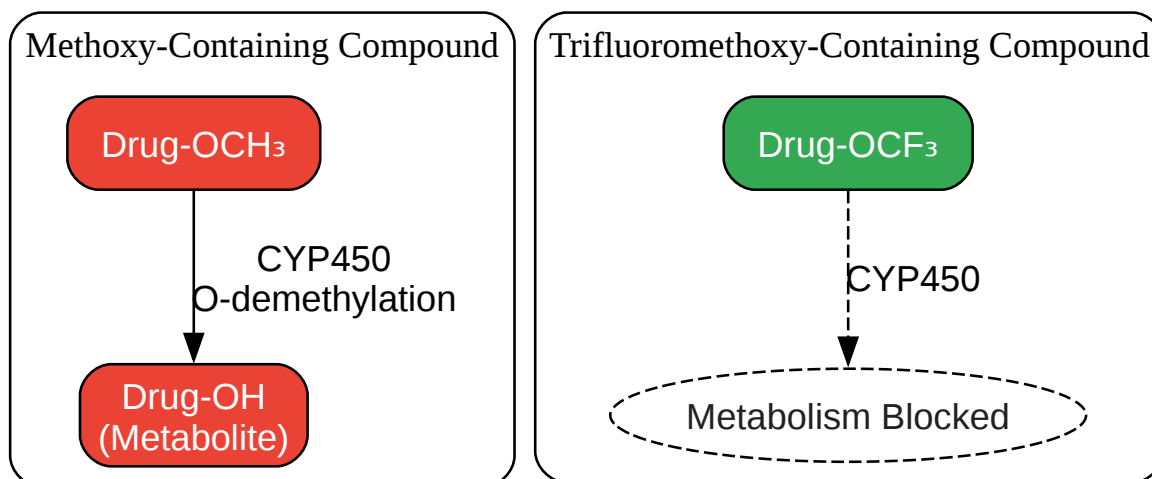 Methoxy-Containing Compound
Drug-OCH₃
CYP450
O-demethylation
Drug-OH
(Metabolite)
Trifluoromethoxy-Containing Compound
Drug-OCF₃
CYP450
Metabolism Blocked